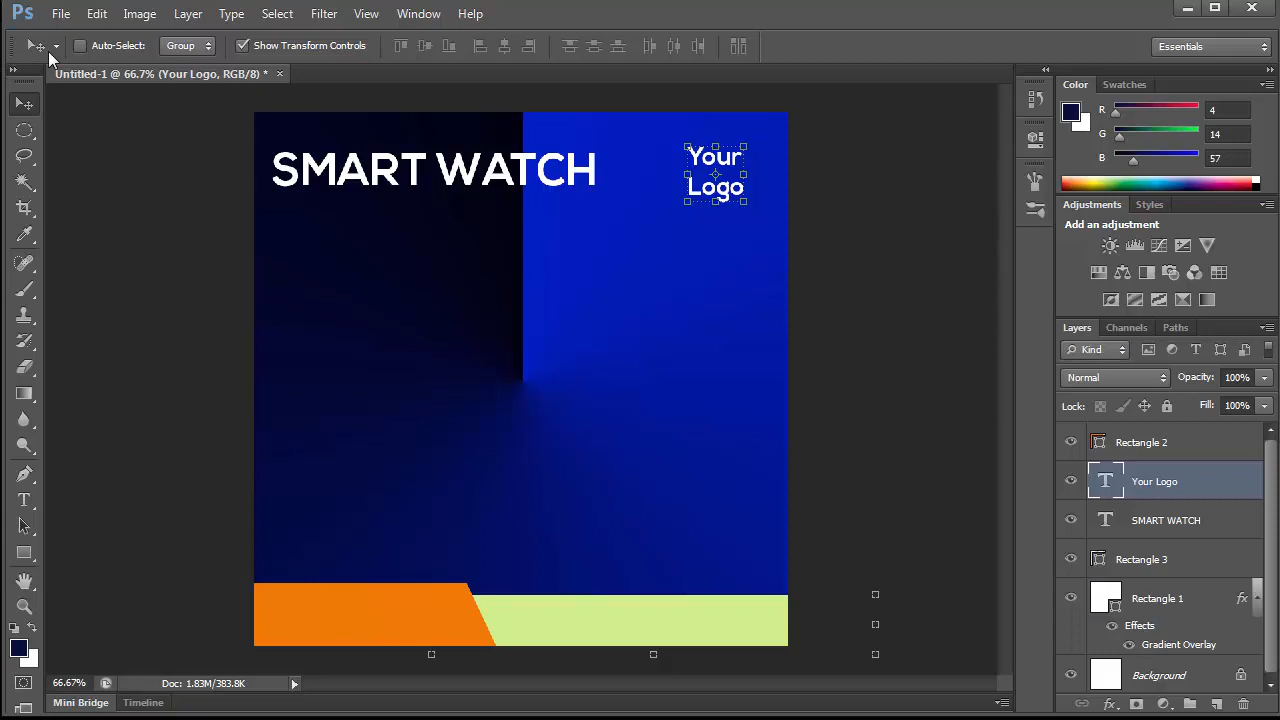 Ps File Edit Image Layer Type Select Filter View Window Help
Auto-Select: Group Show Transform Controls Essentials
Untitled-1 @ 66.7% (Your Logo, RGB/8) *
Color Swatches
R 4
G 14
B 57
Adjustments Styles
Add an adjustment
Layers Channels Paths
Kind
Normal Opacity: 100%
Lock: Fill: 100%
Rectangle 2
T Your Logo
T SMART WATCH
Rectangle 3
Rectangle 1 fx
Effects
Gradient Overlay
Background
SMART WATCH
Your
Logo
66.67% Doc: 1.83M/383.8K
Mini Bridge Timeline